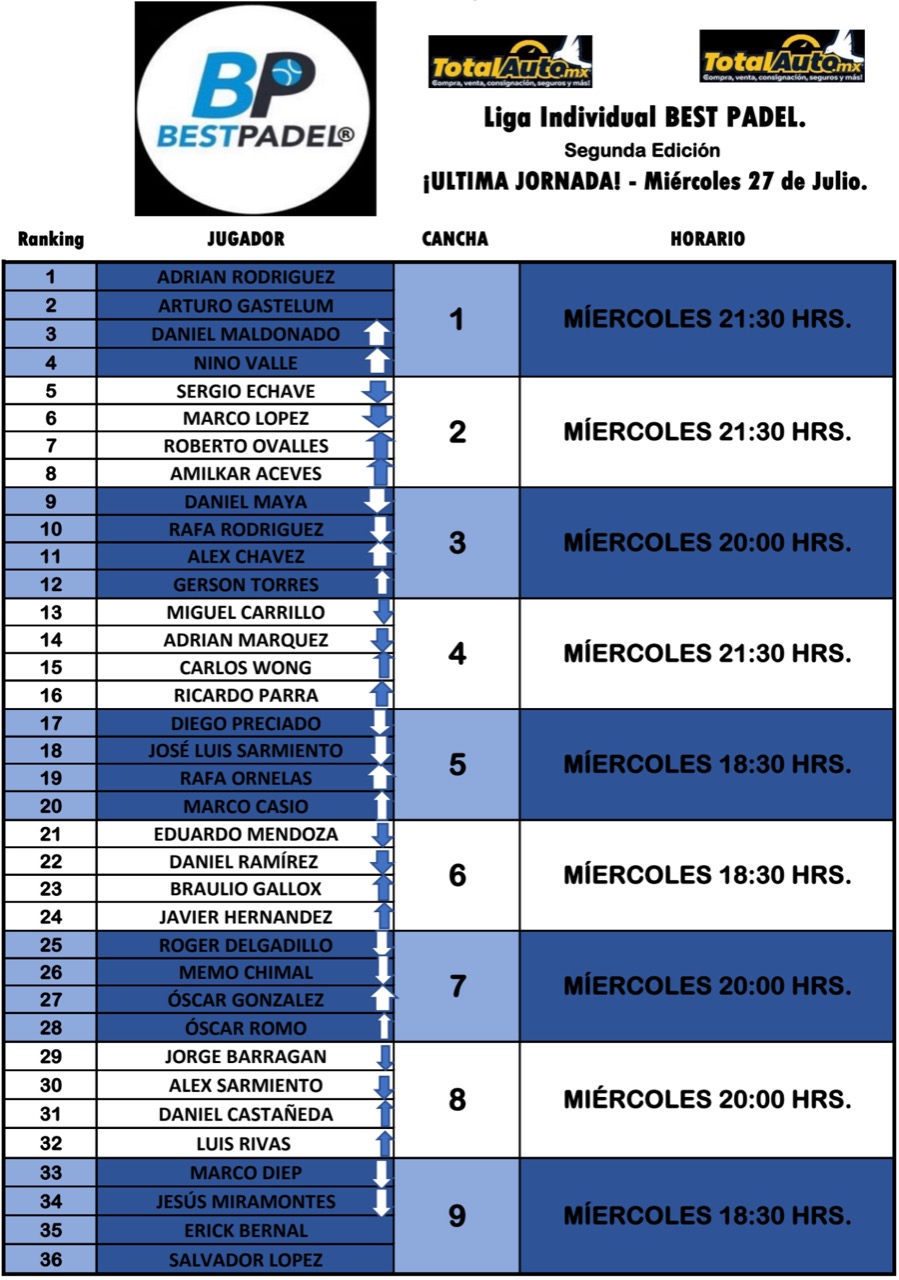 BP
BESTPADEL®
TotalAuto.mx
Compra, venta, consignación, seguros y más!
TotalAuto.mx
Compra, venta, consignación, seguros y más!
Liga Individual BEST PADEL.
Segunda Edición
¡ULTIMA JORNADA! - Miércoles 27 de Julio.
Ranking JUGADOR CANCHA HORARIO
1 ADRIAN RODRIGUEZ
2 ARTURO GASTELUM
3 DANIEL MALDONADO
4 NINO VALLE
1 MÍERCOLES 21:30 HRS.
5 SERGIO ECHAVE
6 MARCO LOPEZ
7 ROBERTO OVALLES
8 AMILKAR ACEVES
2 MÍERCOLES 21:30 HRS.
9 DANIEL MAYA
10 RAFA RODRIGUEZ
11 ALEX CHAVEZ
12 GERSON TORRES
3 MÍERCOLES 20:00 HRS.
13 MIGUEL CARRILLO
14 ADRIAN MARQUEZ
15 CARLOS WONG
16 RICARDO PARRA
4 MÍERCOLES 21:30 HRS.
17 DIEGO PRECIADO
18 JOSÉ LUIS SARMIENTO
19 RAFA ORNELAS
20 MARCO CASIO
5 MÍERCOLES 18:30 HRS.
21 EDUARDO MENDOZA
22 DANIEL RAMÍREZ
23 BRAULIO GALLOX
24 JAVIER HERNANDEZ
6 MÍERCOLES 18:30 HRS.
25 ROGER DELGADILLO
26 MEMO CHIMAL
27 ÓSCAR GONZALEZ
28 ÓSCAR ROMO
7 MÍERCOLES 20:00 HRS.
29 JORGE BARRAGAN
30 ALEX SARMIENTO
31 DANIEL CASTAÑEDA
32 LUIS RIVAS
8 MIÉRCOLES 20:00 HRS.
33 MARCO DIEP
34 JESÚS MIRAMONTES
35 ERICK BERNAL
36 SALVADOR LOPEZ
9 MÍERCOLES 18:30 HRS.